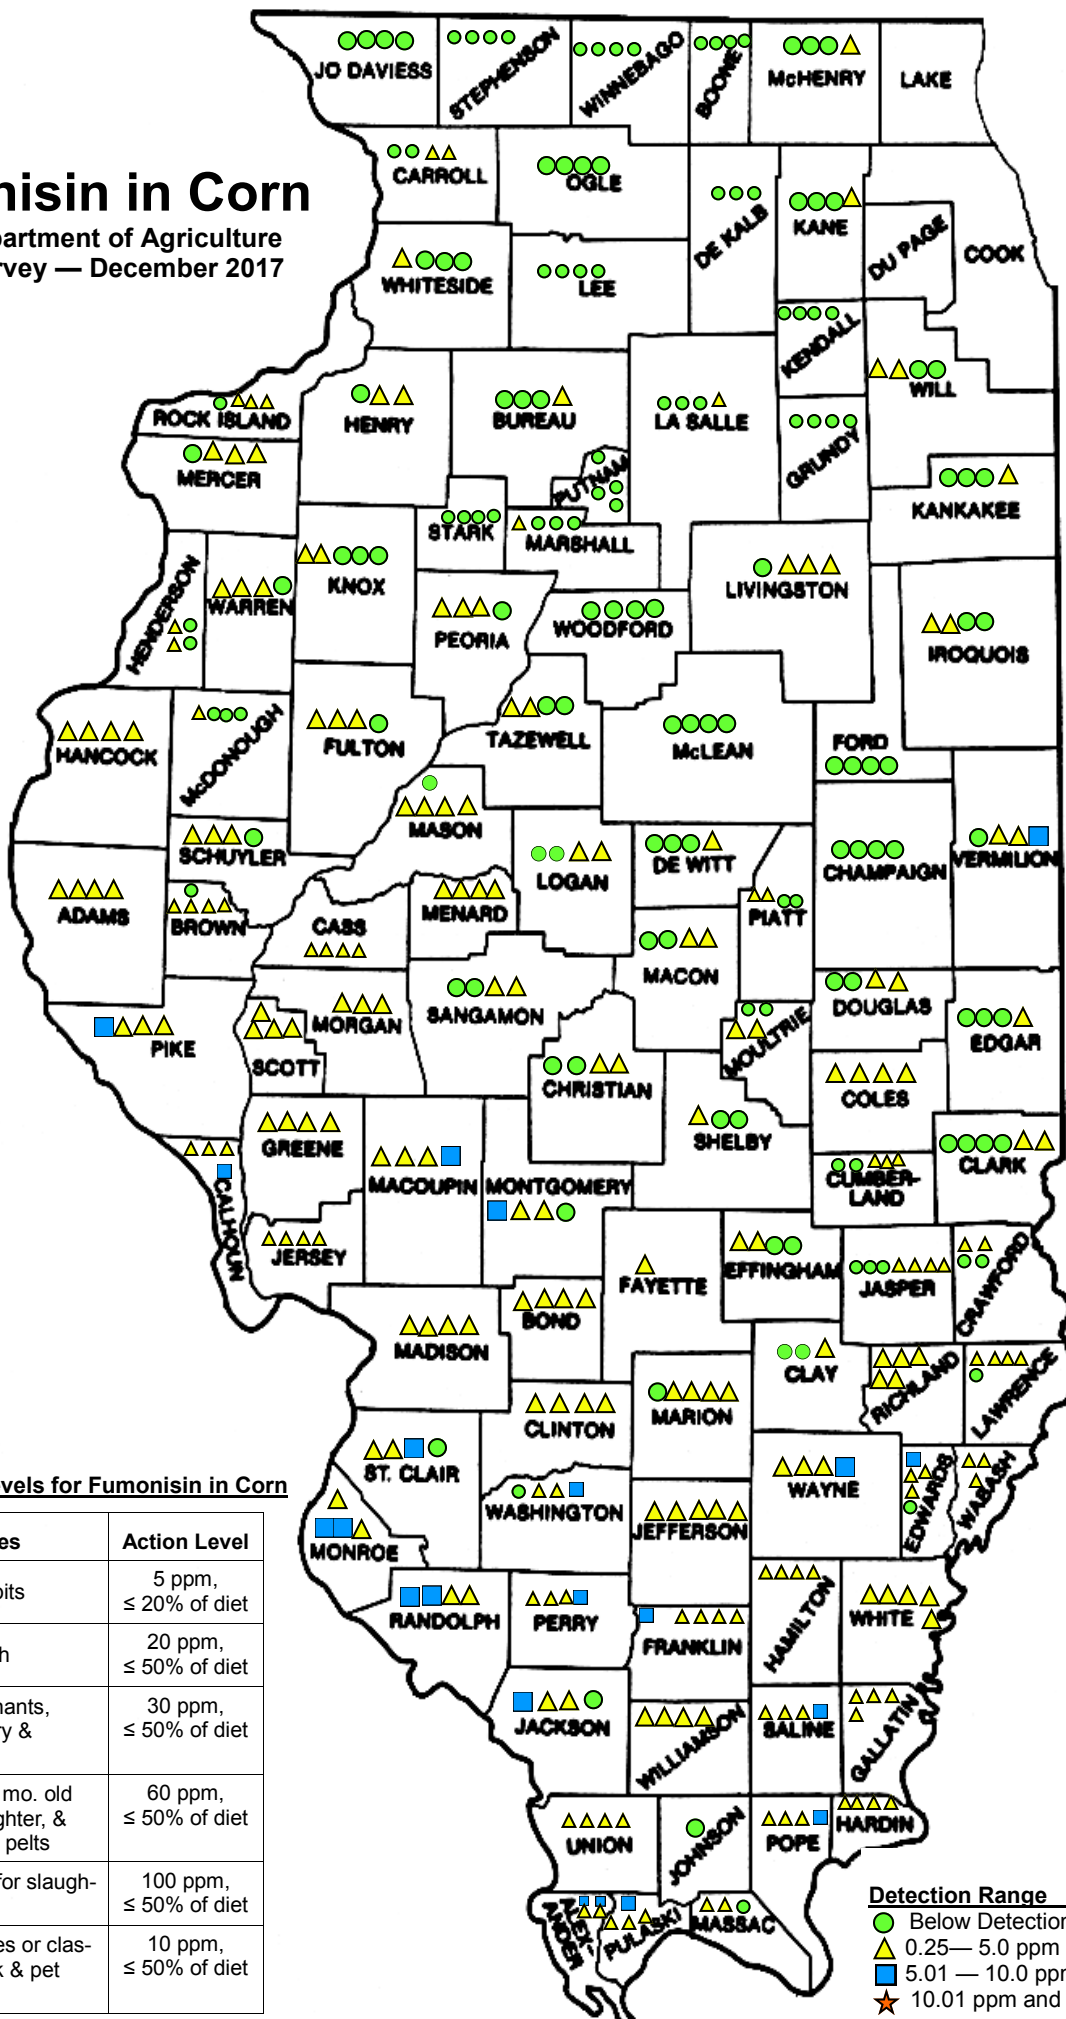 nisin in Corn
partment of Agriculture
rvey — December 2017
JO DAVIESS
STEPHENSON
WINNEBAGO
BOONE
McHENRY
LAKE
CARROLL
OGLE
DE KALB
KANE
DU PAGE
COOK
WHITESIDE
LEE
KENDALL
WILL
ROCK ISLAND
HENRY
BUREAU
LA SALLE
GRUNDY
MERCER
PUTNAM
KANKAKEE
STARK
MARSHALL
HENDERSON
WARREN
KNOX
PEORIA
WOODFORD
LIVINGSTON
IROQUOIS
HANCOCK
McDONOUGH
FULTON
TAZEWELL
McLEAN
FORD
MASON
SCHUYLER
LOGAN
DE WITT
CHAMPAIGN
VERMILION
ADAMS
BROWN
CASS
MENARD
PIATT
MACON
PIKE
SCOTT
MORGAN
SANGAMON
MOULTRIE
DOUGLAS
EDGAR
CHRISTIAN
COLES
GREENE
SHELBY
CLARK
MACOUPIN
MONTGOMERY
CUMBER-
LAND
CALHOUN
JERSEY
FAYETTE
EFFINGHAM
JASPER
CRAWFORD
MADISON
BOND
CLAY
RICHLAND
LAWRENCE
CLINTON
MARION
ST. CLAIR
WASHINGTON
WAYNE
EDWARDS
WABASH
JEFFERSON
MONROE
RANDOLPH
PERRY
FRANKLIN
HAMILTON
WHITE
JACKSON
WILLIAMSON
SALINE
GALLATIN
UNION
JOHNSON
POPE
HARDIN
ALEX-
ANDER
PULASKI
MASSAC
vels for Fumonisin in Corn
es
Action Level
bits
5 ppm,
≤ 20% of diet
h
20 ppm,
≤ 50% of diet
nants,
ry &
30 ppm,
≤50% of diet
mo. old
ghter, &
pelts
60 ppm,
≤50% of diet
for slaugh-
100 ppm,
≤ 50% of diet
es or clas-
k & pet
10 ppm,
≤ 50% of diet
Detection Range
Below Detection
0.25— 5.0 ppm
5.01 — 10.0 ppm
10.01 ppm and